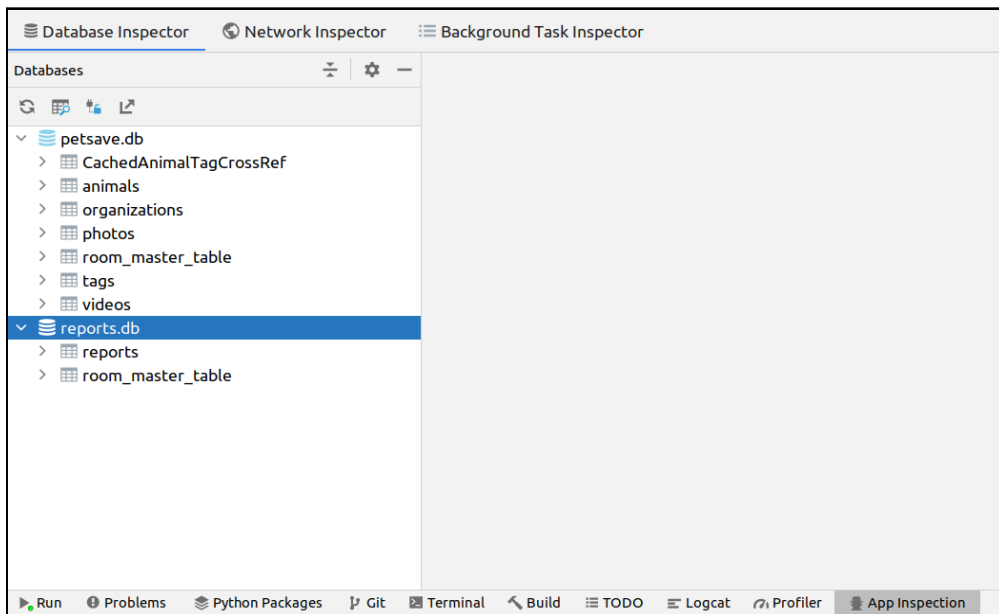 Database Inspector Network Inspector Background Task Inspector
Databases
petsave.db
CachedAnimalTagCrossRef
animals
organizations
photos
room_master_table
tags
videos
reports.db
reports
room_master_table
Run Problems Python Packages Git Terminal Build TODO Logcat Profiler App Inspection